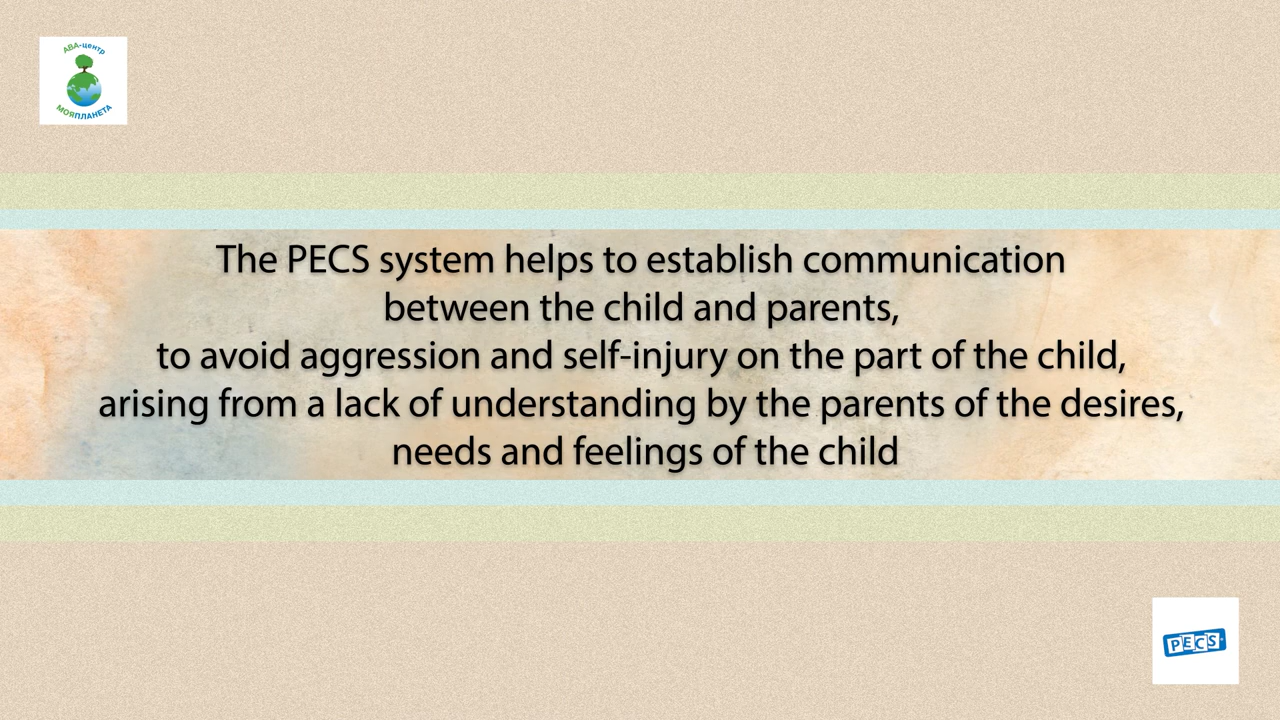 АВА-центр
МОЯПЛАНЕТА
The PECS system helps to establish communication
between the child and parents,
to avoid aggression and self-injury on the part of the child,
arising from a lack of understanding by the parents of the desires,
needs and feelings of the child
PECS